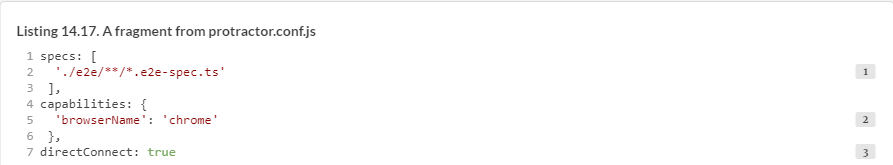 Listing 14.17. A fragment from protractor.conf.js
1 specs: [
2   './e2e/**/*.e2e-spec.ts' 1
3  ],
4 capabilities: {
5   'browserName': 'chrome' 2
6  },
7 directConnect: true 3